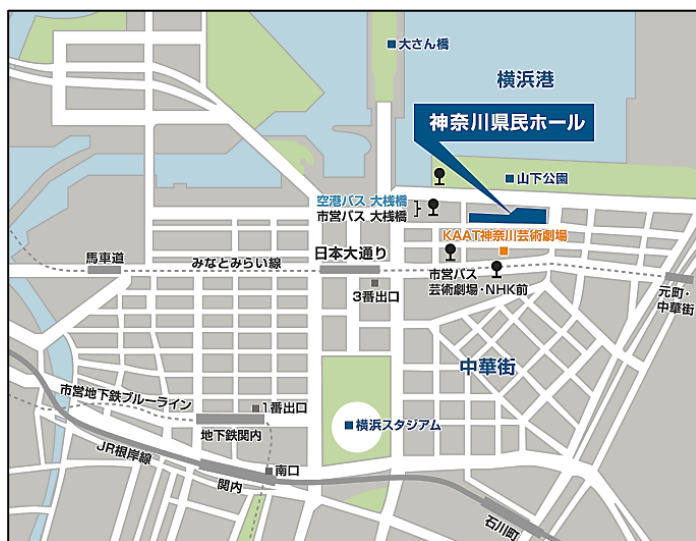 大さん橋
横浜港
神奈川県民ホール
山下公園
空港バス 大桟橋
市営バス 大桟橋
KAAT神奈川芸術劇場
日本大通り
馬車道
みなとみらい線
市営バス
芸術劇場・NHK前
3番出口
元町・
中華街
中華街
市営地下鉄ブルーライン
1番出口
地下鉄関内
横浜スタジアム
JR根岸線
南口
関内
石川町